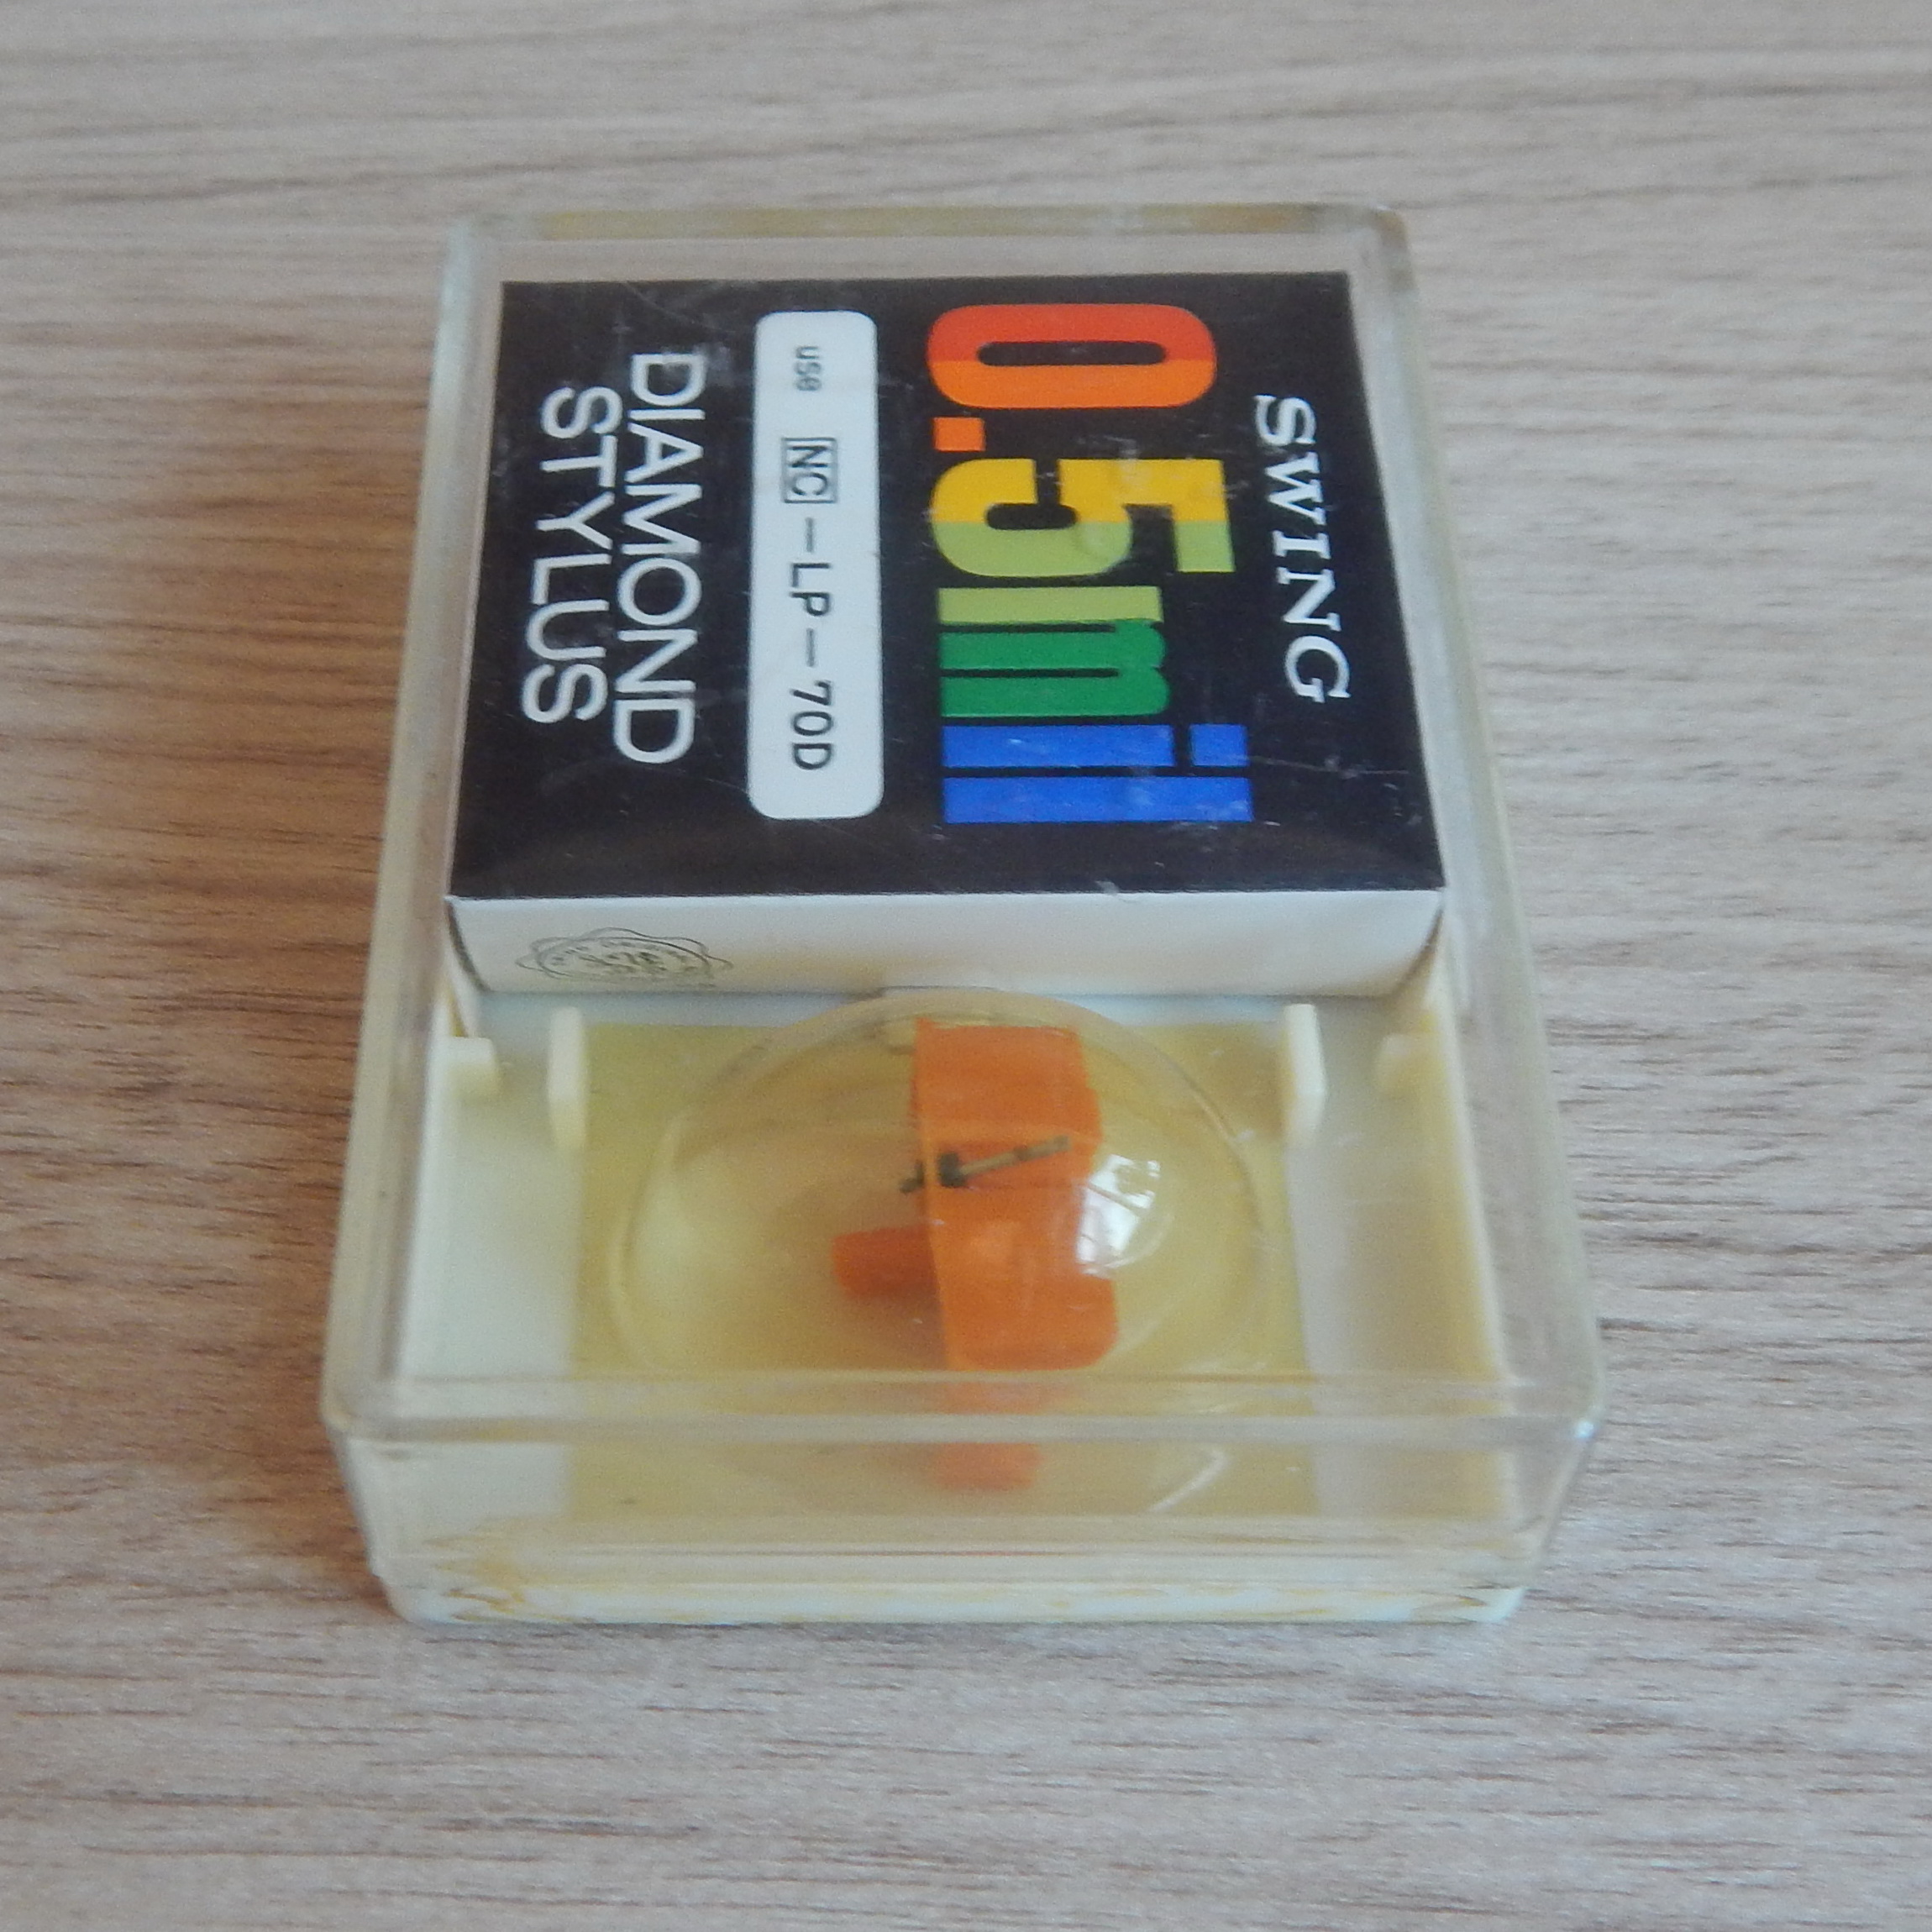 SWING
0.5mil
use NC-LP-70D
DIAMOND
STYLUS